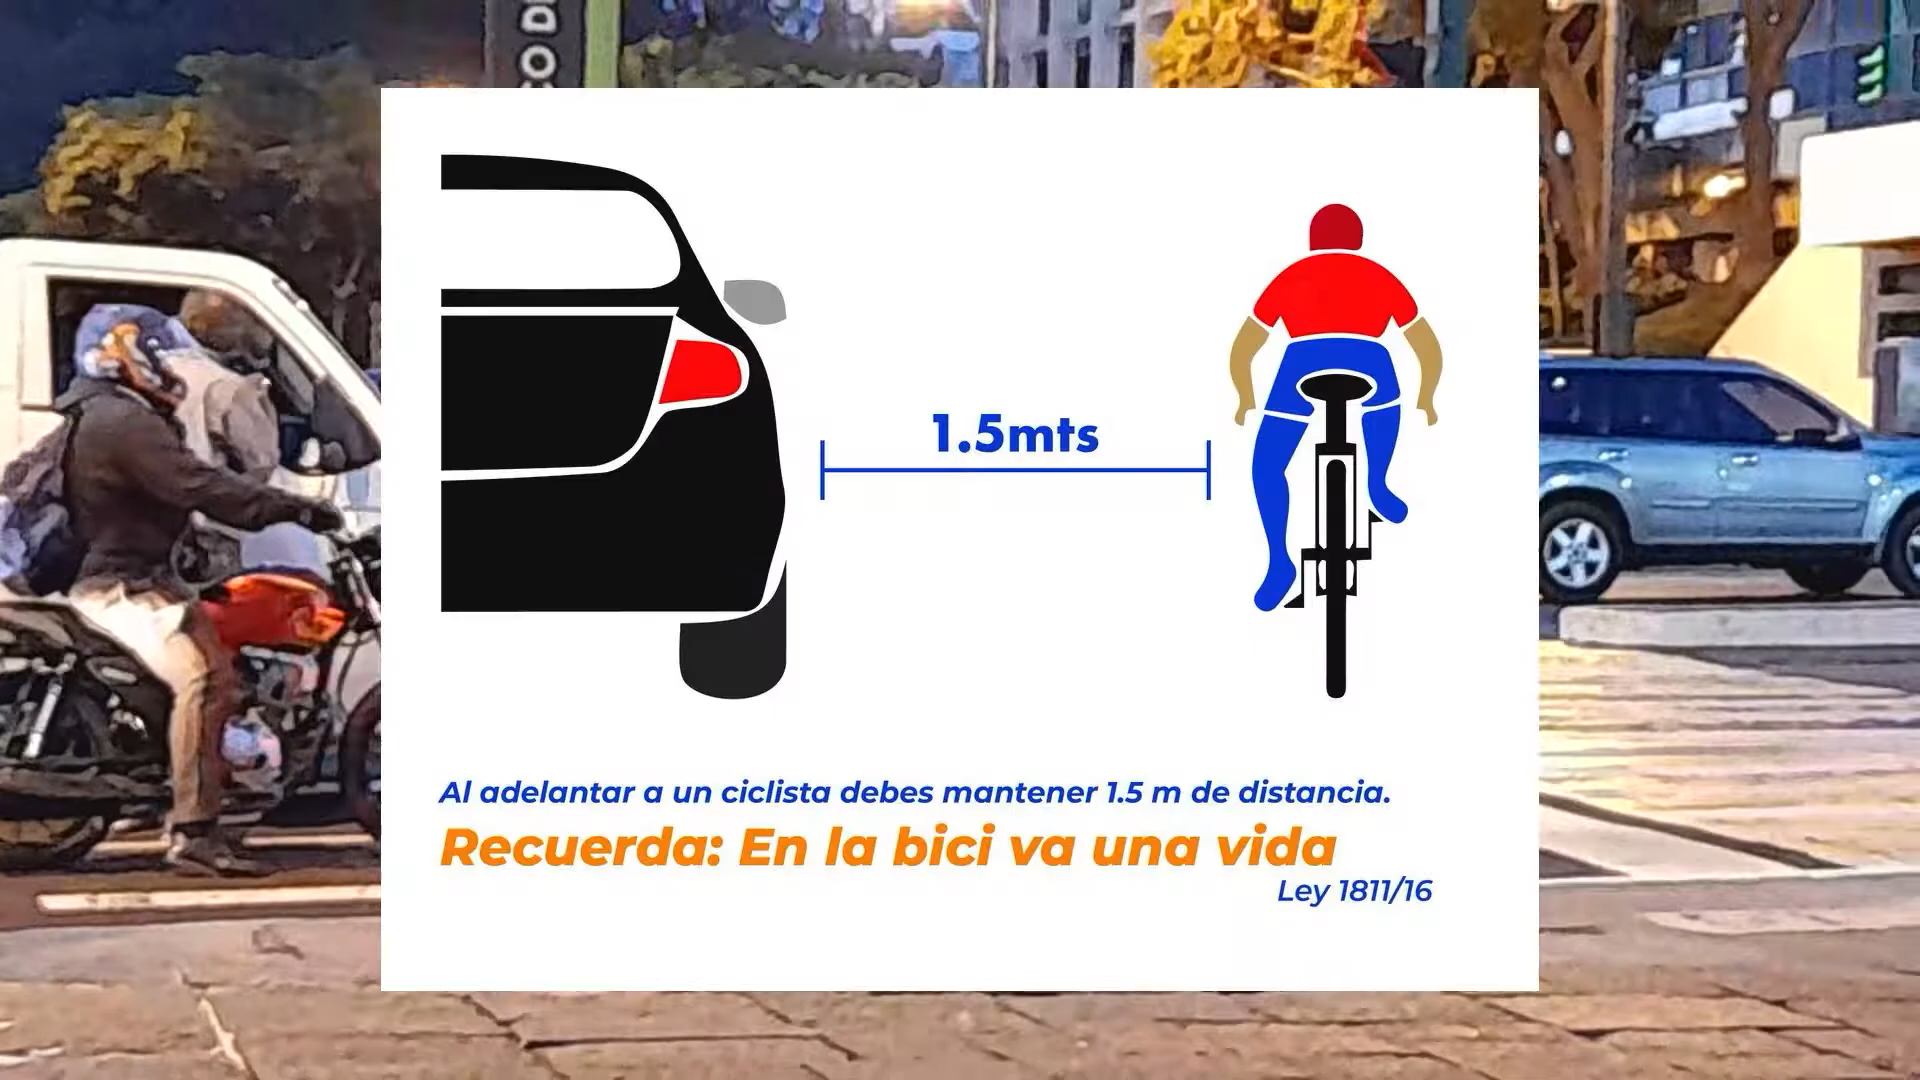 1.5mts
Al adelantar a un ciclista debes mantener 1.5 m de distancia.
Recuerda: En la bici va una vida
Ley 1811/16